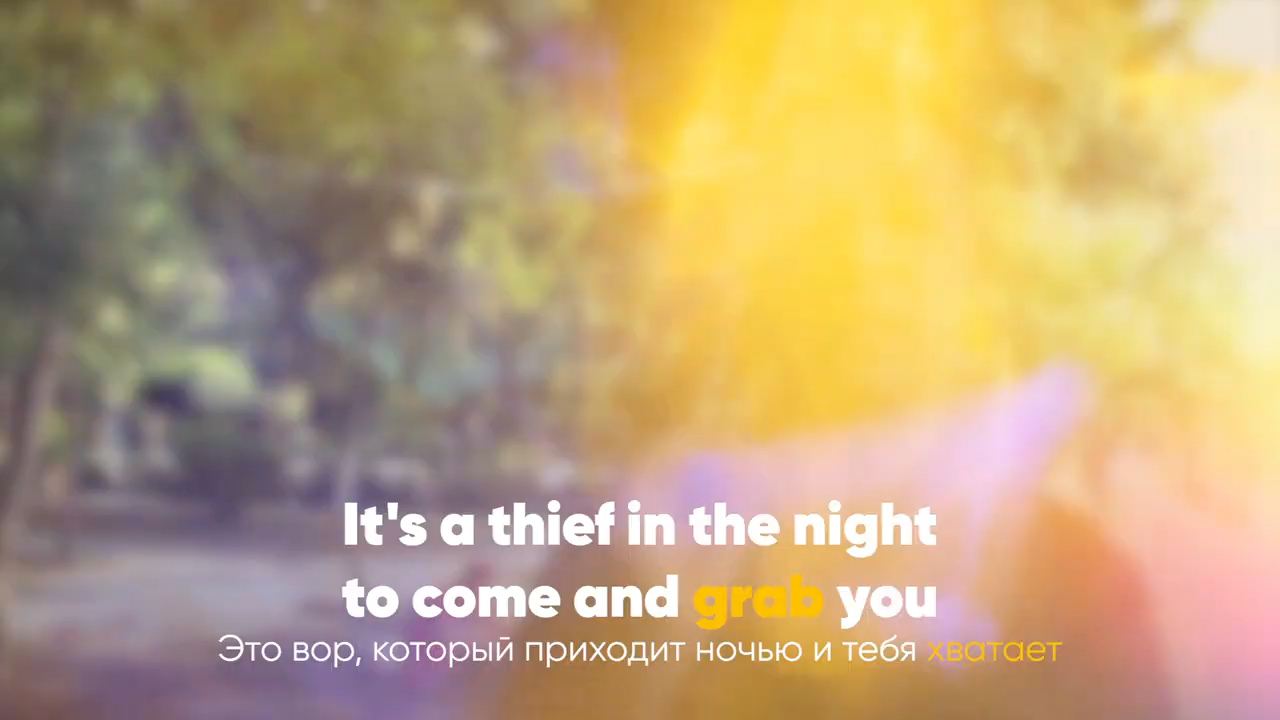 It's a thief in the night
to come and grab you
Это вор, который приходит ночью и тебя хватает